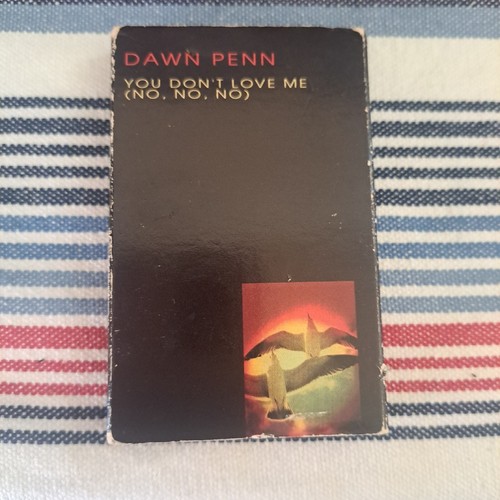 DAWN PENN
YOU DON'T LOVE ME
(NO, NO, NO)